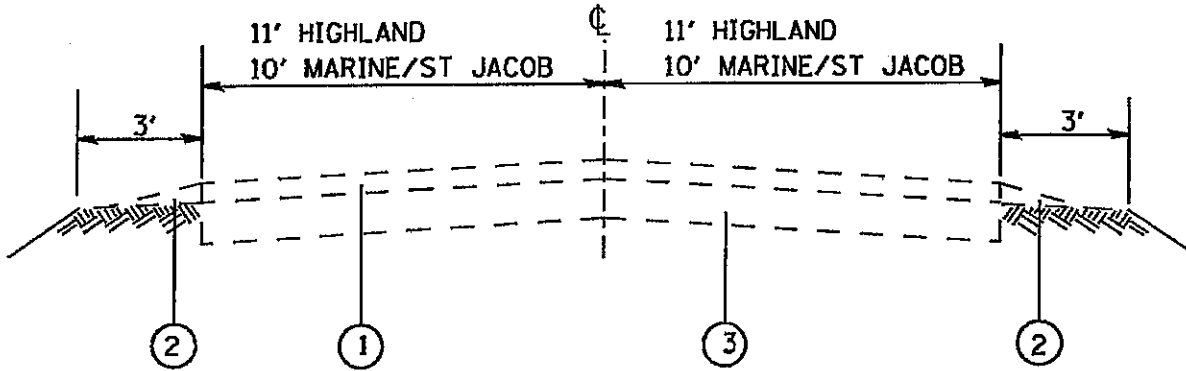 11' HIGHLAND
10' MARINE/ST JACOB
℄
11' HIGHLAND
10' MARINE/ST JACOB
3'
3'
2
1
3
2